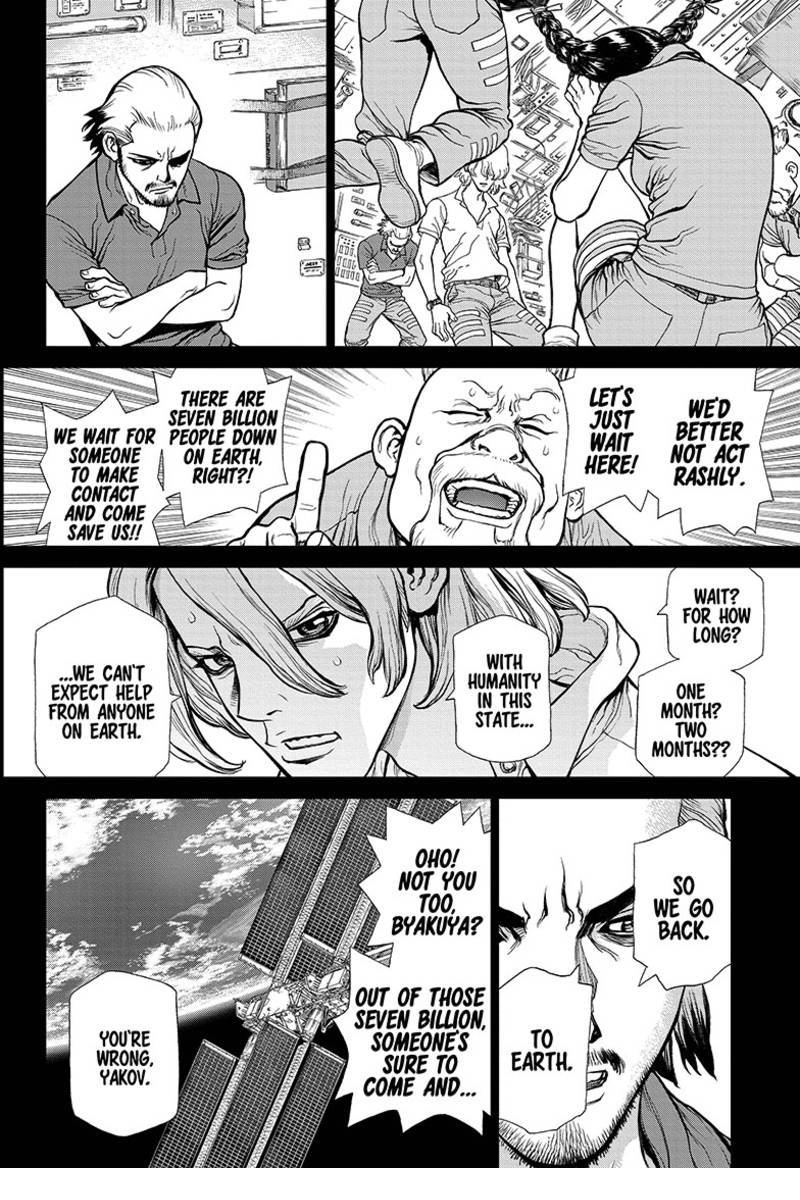 WE'D
BETTER
NOT ACT
RASHLY.
LET'S
JUST
WAIT
HERE!
THERE ARE
SEVEN BILLION
PEOPLE DOWN
ON EARTH,
RIGHT?!
WE WAIT FOR
SOMEONE
TO MAKE
CONTACT
AND COME
SAVE US!!
WAIT?
FOR HOW
LONG?
ONE
MONTH?
TWO
MONTHS??
WITH
HUMANITY
IN THIS
STATE...
...WE CAN'T
EXPECT HELP
FROM ANYONE
ON EARTH.
SO
WE GO
BACK.
TO
EARTH.
OHO!
NOT YOU
TOO,
BYAKUYA?
OUT OF THOSE
SEVEN BILLION,
SOMEONE'S
SURE TO
COME AND...
YOU'RE
WRONG,
YAKOV.